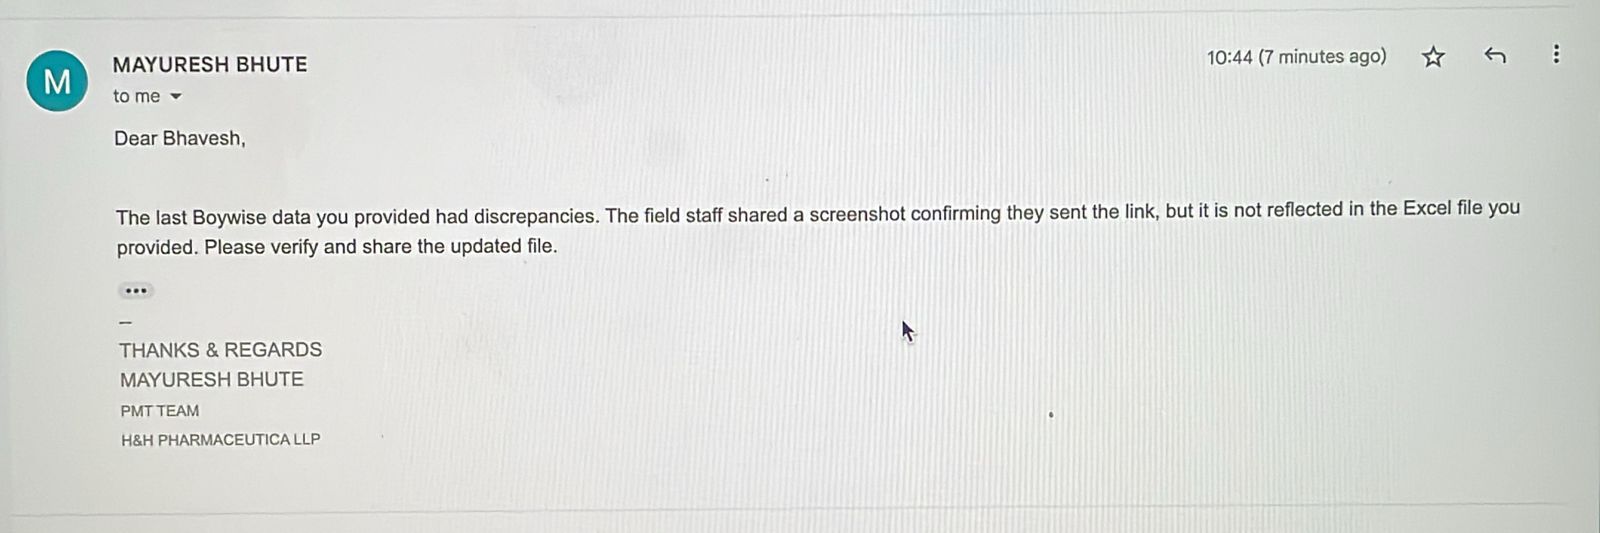 M
MAYURESH BHUTE
10:44 (7 minutes ago)
to me
Dear Bhavesh,
The last Boywise data you provided had discrepancies. The field staff shared a screenshot confirming they sent the link, but it is not reflected in the Excel file you
provided. Please verify and share the updated file.
--
THANKS & REGARDS
MAYURESH BHUTE
PMT TEAM
H&H PHARMACEUTICA LLP